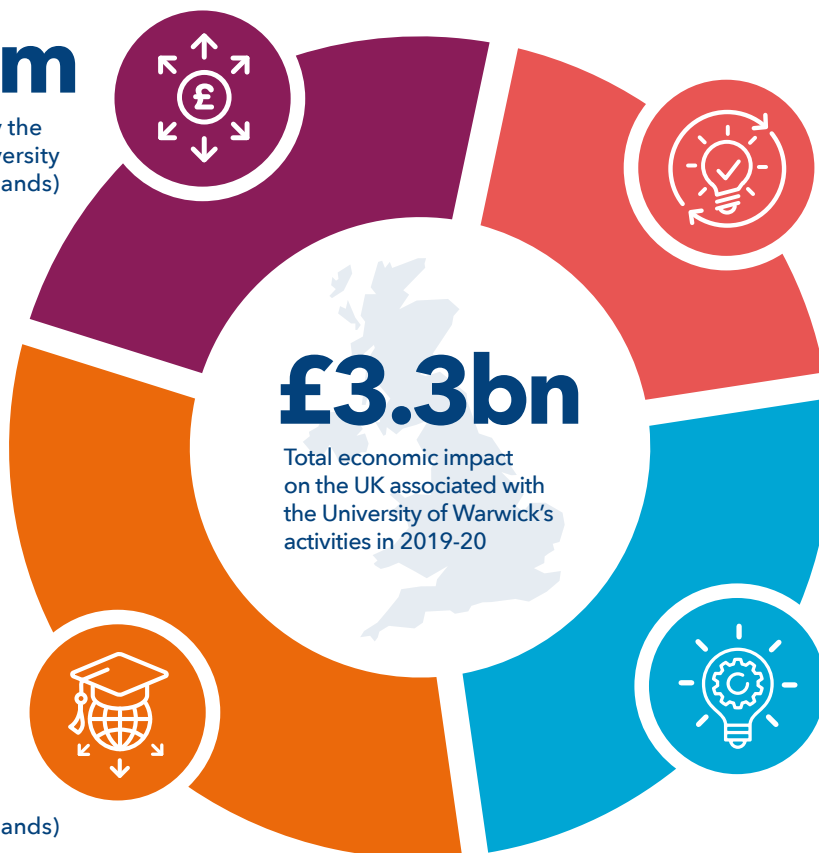 m
the
ersity
ands)
£
£3.3bn
Total economic impact
on the UK associated with
the University of Warwick’s
activities in 2019-20
ands)